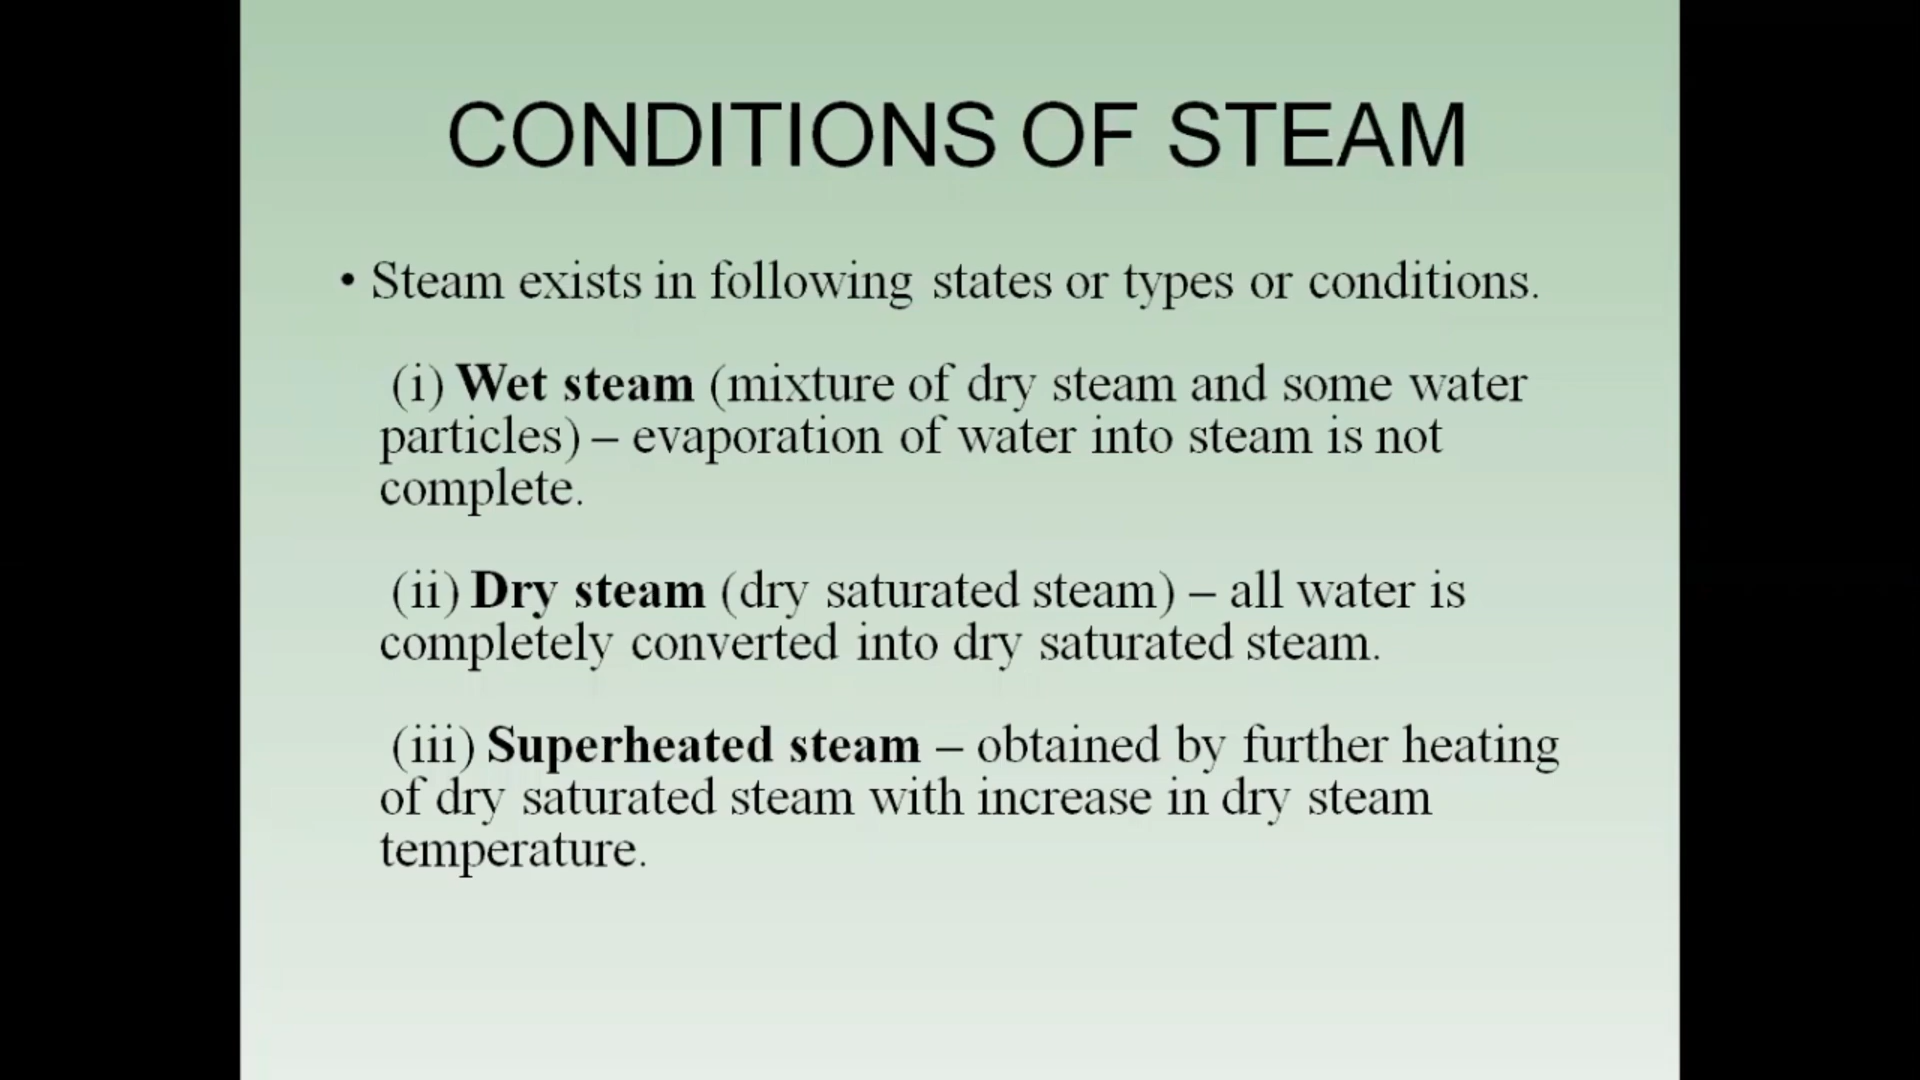 CONDITIONS OF STEAM
• Steam exists in following states or types or conditions.
(i) Wet steam (mixture of dry steam and some water
particles) – evaporation of water into steam is not
complete.
(ii) Dry steam (dry saturated steam) – all water is
completely converted into dry saturated steam.
(iii) Superheated steam – obtained by further heating
of dry saturated steam with increase in dry steam
temperature.